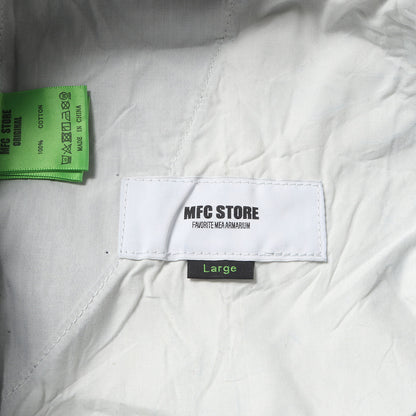 MFC STORE
ORIGINAL
100% COTTON
MADE IN CHINA
MFC STORE
FAVORITE MEA ARMARIUM
Large